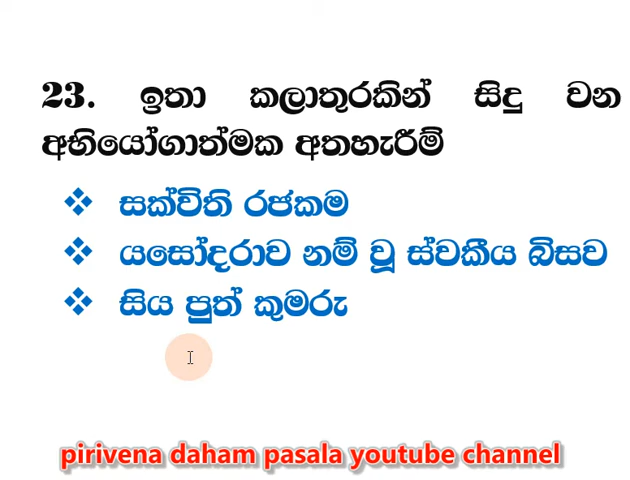 23. ඉතා කලාතුරකින් සිදු වන
අභියෝගාත්මක අතහැරීම්
❖ සක්විති රජකම
❖ යසෝදරාව නම් වූ ස්වකීය බිසව
❖ සිය පුත් කුමරු
pirivena daham pasala youtube channel